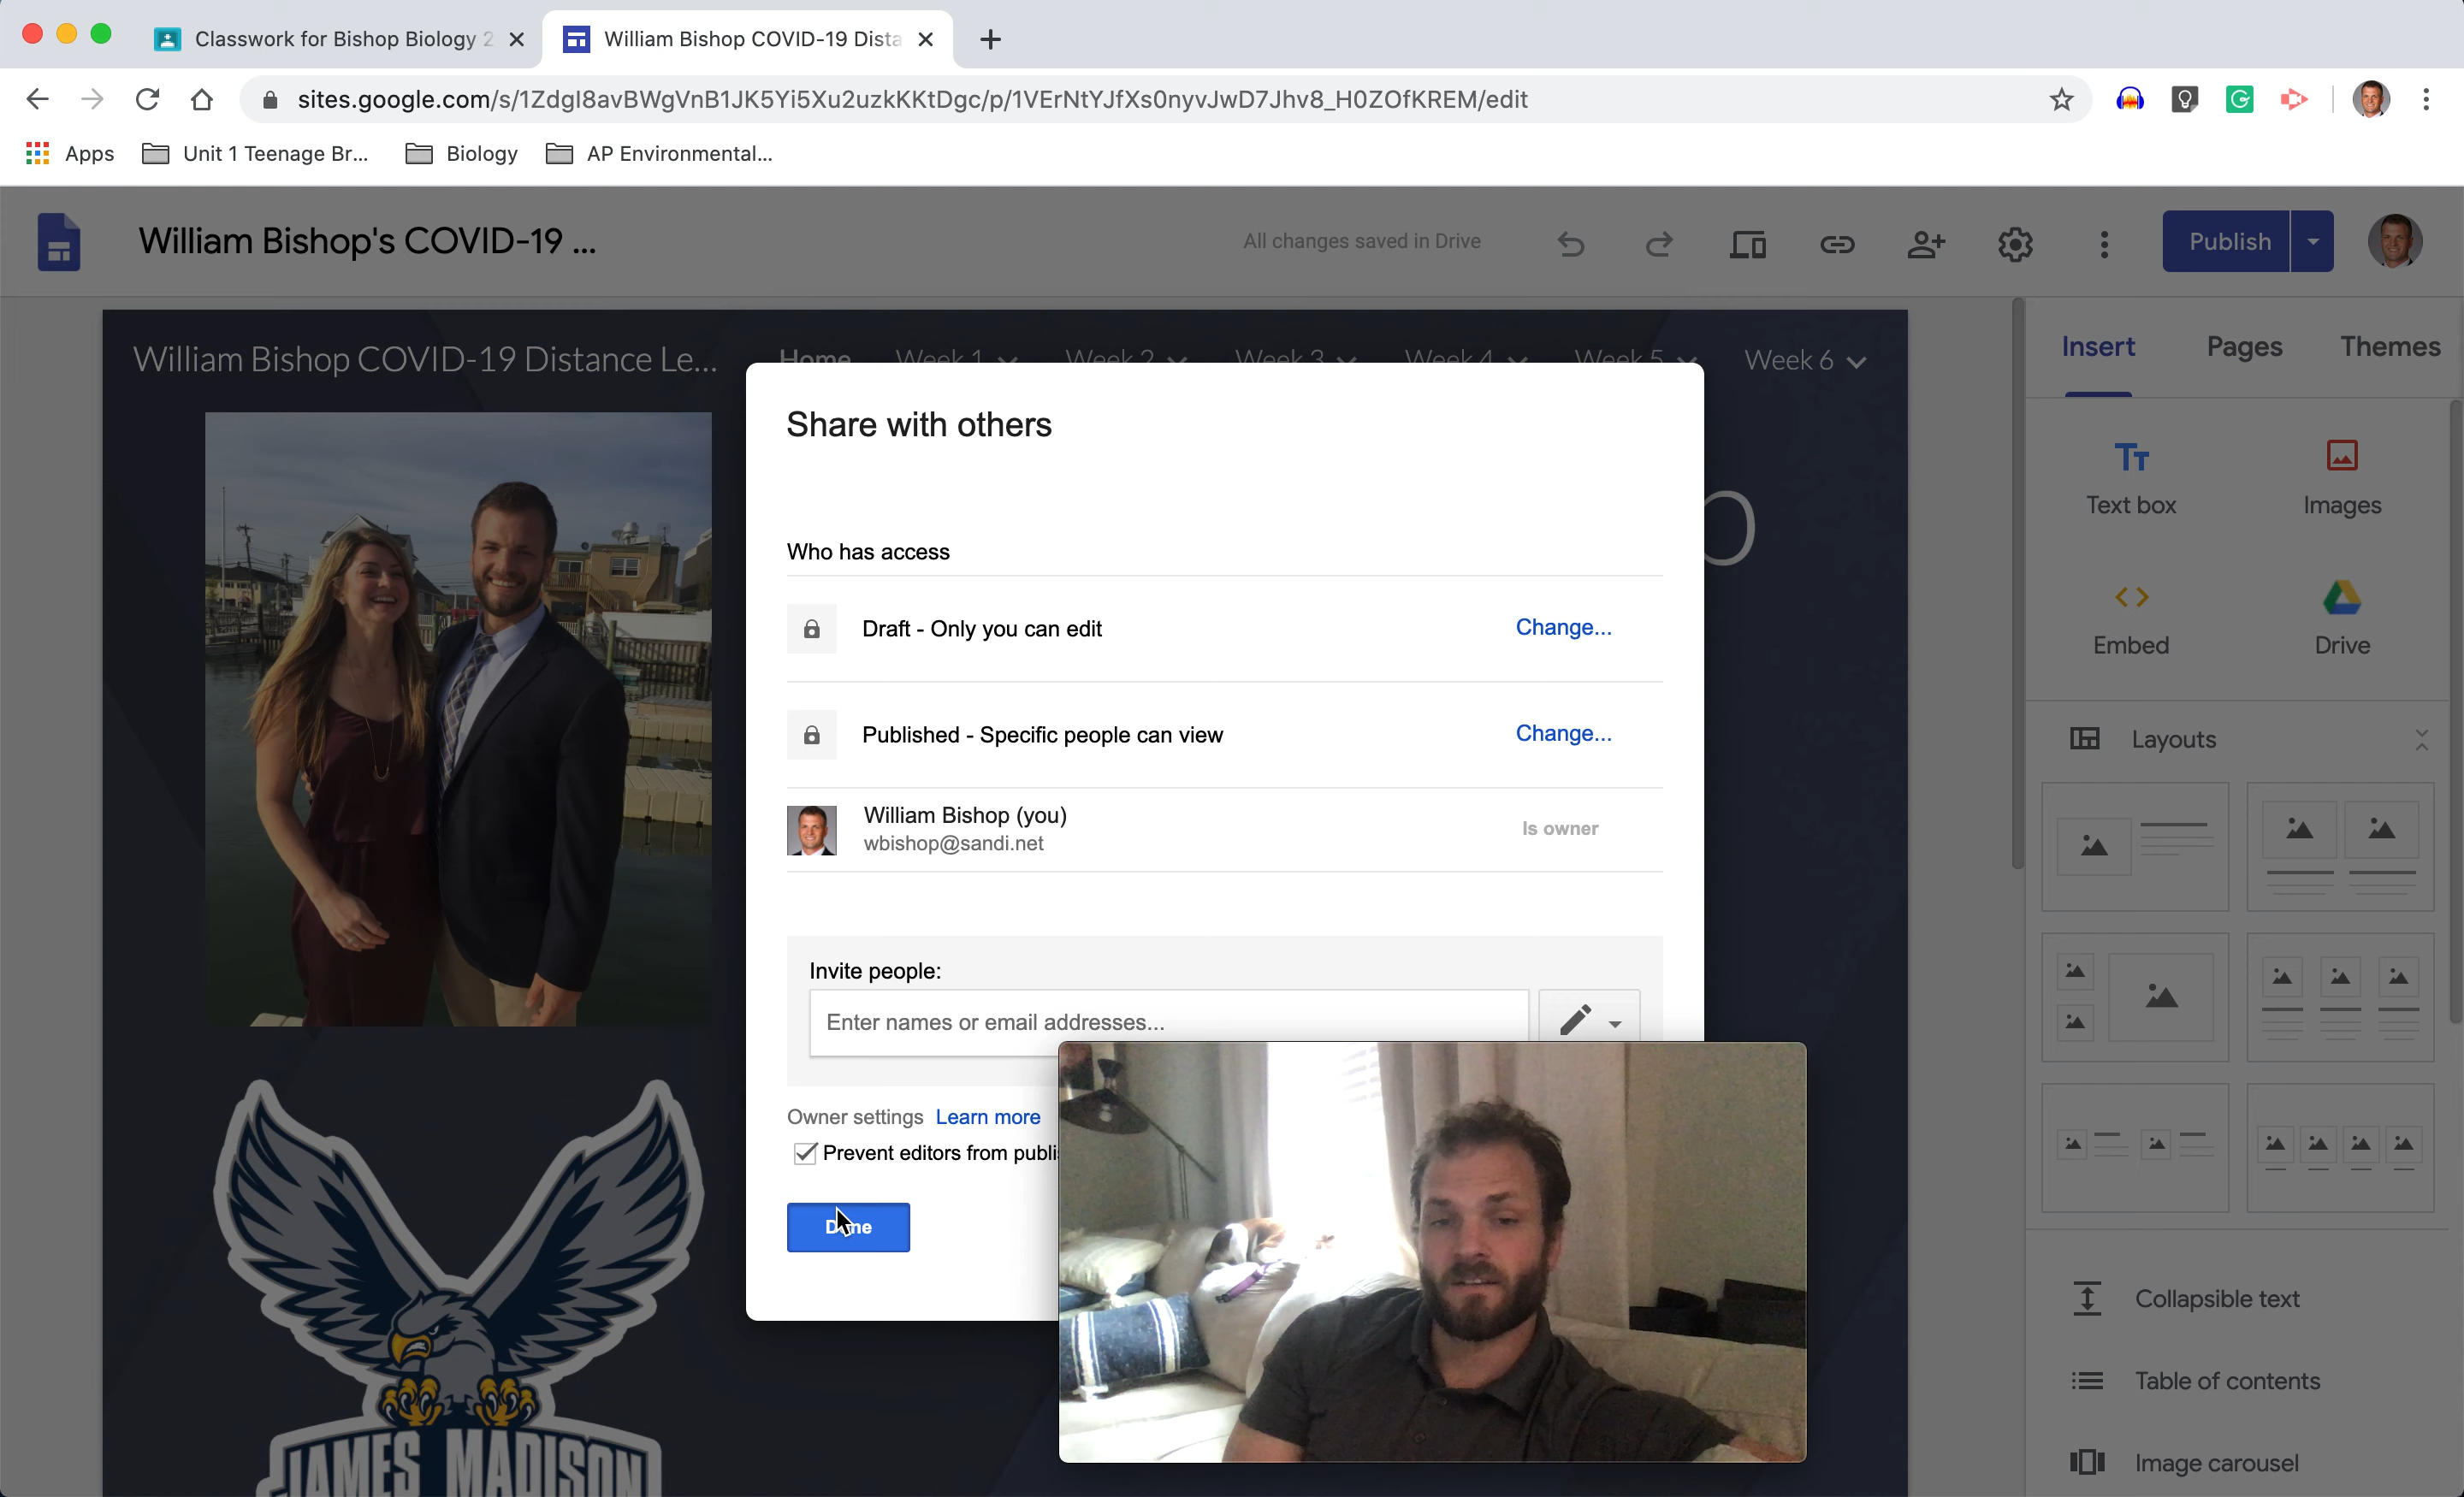 Classwork for Bishop Biology 2
William Bishop COVID-19 Dista
sites.google.com/s/1ZdgI8avBWgVnB1JK5Yi5Xu2uzkKKtDgc/p/1VErNtYJfXs0nyvJwD7Jhv8_H0ZOfKREM/edit
Apps
Unit 1 Teenage Br...
Biology
AP Environmental...
William Bishop's COVID-19 ...
All changes saved in Drive
Publish
William Bishop COVID-19 Distance Le...
Home
Week 1
Week 2
Week 3
Week 4
Week 5
Week 6
Insert
Pages
Themes
Share with others
Who has access
Draft - Only you can edit
Change...
Published - Specific people can view
Change...
William Bishop (you)
wbishop@sandi.net
Is owner
Invite people:
Enter names or email addresses...
Owner settings Learn more
Prevent editors from publi
Done
JAMES MADISON
Text box
Images
Embed
Drive
Layouts
Collapsible text
Table of contents
Image carousel